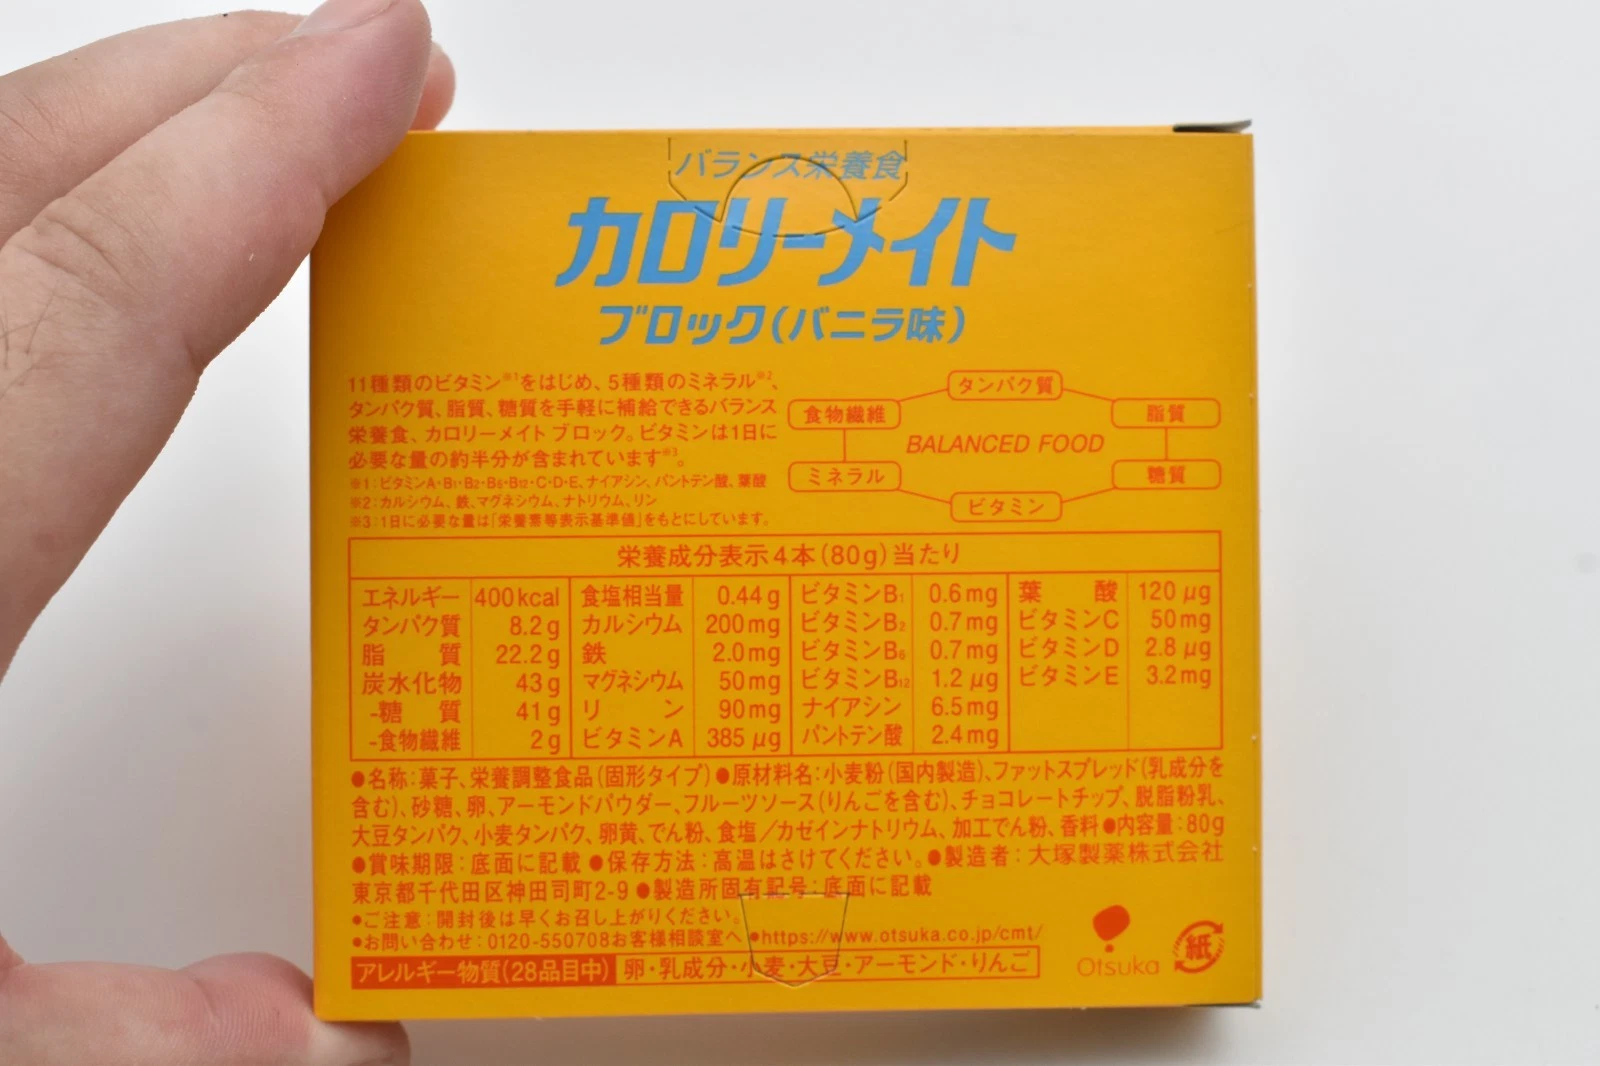 バランス栄養食
カロリーメイト
ブロック(バニラ味)
11種類のビタミン※1をはじめ、5種類のミネラル※2、
タンパク質、脂質、糖質を手軽に補給できるバランス
栄養食、カロリーメイト ブロック。ビタミンは1日に
必要な量の約半分が含まれています※3。
※1:ビタミンA・B1・B2・B6・B12・C・D・E、ナイアシン、パントテン酸、葉酸
※2:カルシウム、鉄、マグネシウム、ナトリウム、リン
※3:1日に必要な量は「栄養素等表示基準値」をもとにしています。
タンパク質
食物繊維
脂質
BALANCED FOOD
ミネラル
糖質
ビタミン
栄養成分表示4本(80g)当たり
エネルギー 400kcal
タンパク質 8.2g
脂質 22.2g
炭水化物 43g
-糖質 41g
-食物繊維 2g
食塩相当量 0.44g
カルシウム 200mg
鉄 2.0mg
マグネシウム 50mg
リン 90mg
ビタミンA 385μg
ビタミンB1 0.6mg
ビタミンB2 0.7mg
ビタミンB6 0.7mg
ビタミンB12 1.2μg
ナイアシン 6.5mg
パントテン酸 2.4mg
葉酸 120μg
ビタミンC 50mg
ビタミンD 2.8μg
ビタミンE 3.2mg
●名称:菓子、栄養調整食品(固形タイプ)●原材料名:小麦粉(国内製造)、ファットスプレッド(乳成分を
含む)、砂糖、卵、アーモンドパウダー、フルーツソース(りんごを含む)、チョコレートチップ、脱脂粉乳、
大豆タンパク、小麦タンパク、卵黄、でん粉、食塩/カゼインナトリウム、加工でん粉、香料●内容量:80g
●賞味期限:底面に記載●保存方法:高温はさけてください。●製造者:大塚製薬株式会社
東京都千代田区神田司町2-9●製造所固有記号:底面に記載
●ご注意:開封後は早くお召し上がりください。
●お問い合わせ:0120-550708お客様相談室へ●https://www.otsuka.co.jp/cmt/
アレルギー物質(28品目中) 卵・乳成分・小麦・大豆・アーモンド・りんご
Otsuka
紙